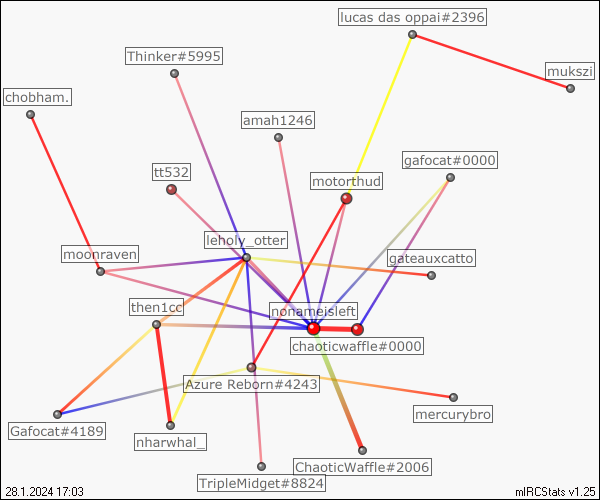 lucas das oppai#2396
Thinker#5995
mukszi
chobham.
amah1246
gafocat#0000
tt532
motorthud
leholy_otter
moonraven
gateauxcatto
then1cc
nonameisleft
chaoticwaffle#0000
Azure Reborn#4243
mercurybro
Gafocat#4189
nharwhal_
ChaoticWaffle#2006
TripleMidget#8824
28.1.2024 17:03
mIRCStats v1.25